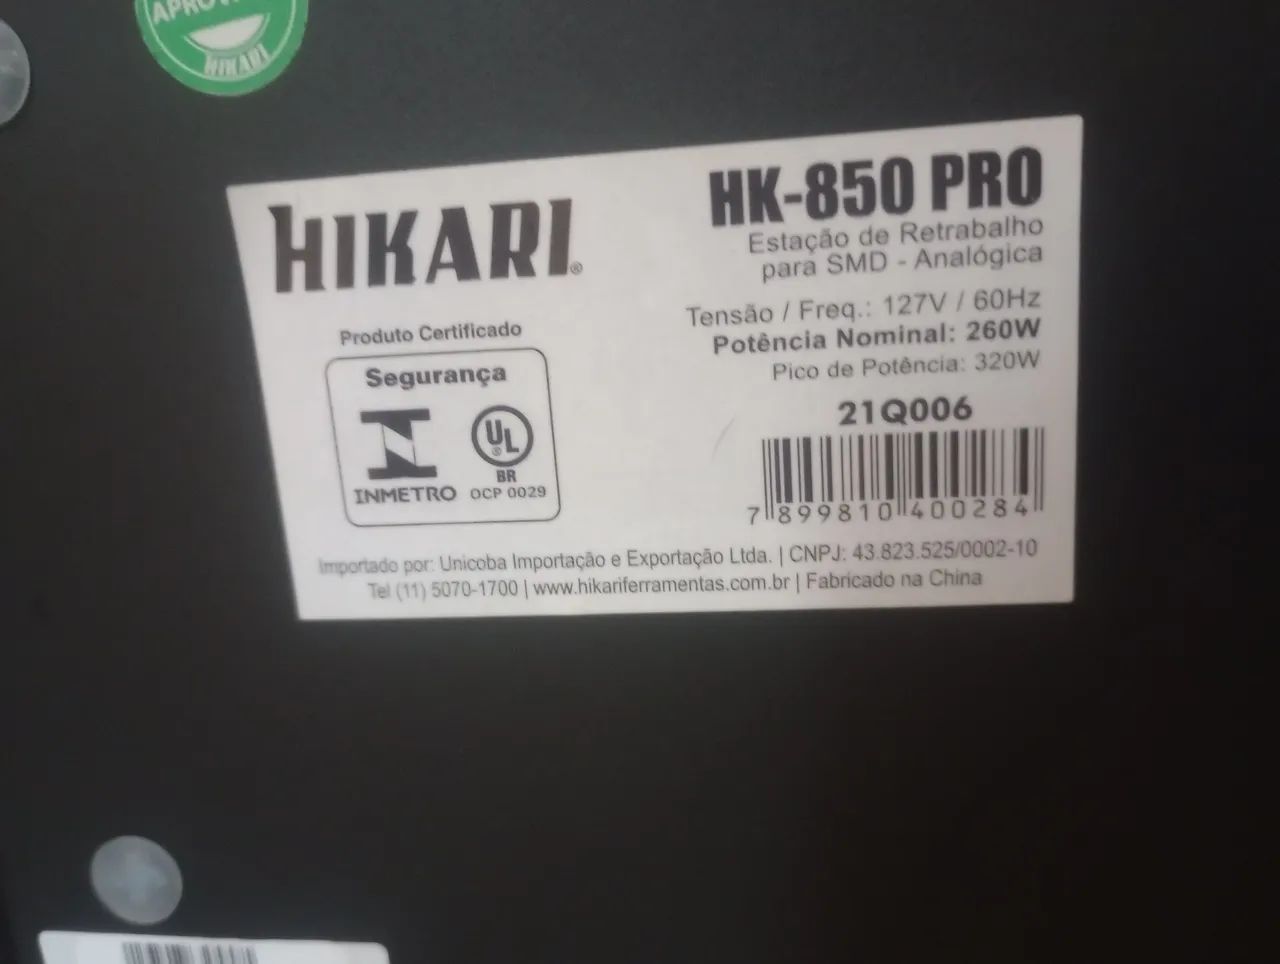 HIKARI
HIKARI®
HK-850 PRO
Estação de Retrabalho
para SMD - Analógica
Tensão / Freq.: 127V / 60Hz
Potência Nominal: 260W
Pico de Potência: 320W
21Q006
7 899810 400284
Produto Certificado
Segurança
INMETRO
UL®
BR
OCP 0029
Importado por: Unicoba Importação e Exportação Ltda. | CNPJ: 43.823.525/0002-10
Tel (11) 5070-1700 | www.hikariferramentas.com.br | Fabricado na China